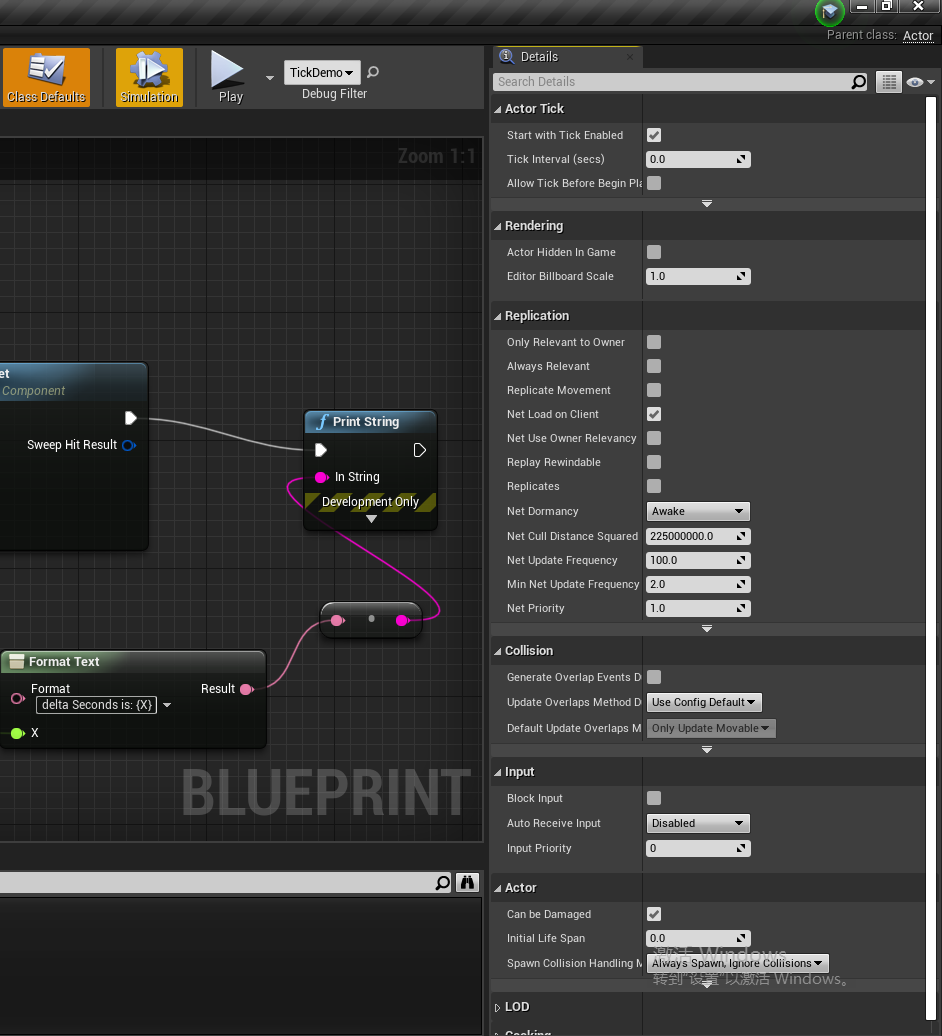 Parent class: Actor
Class Defaults
Simulation
Play
TickDemo
Debug Filter
Zoom 1:1
et
Component
Sweep Hit Result
Print String
In String
Development Only
Format Text
Format
delta Seconds is: {X}
Result
X
BLUEPRINT
Details
Search Details
Actor Tick
Start with Tick Enabled
Tick Interval (secs) 0.0
Allow Tick Before Begin Pla
Rendering
Actor Hidden In Game
Editor Billboard Scale 1.0
Replication
Only Relevant to Owner
Always Relevant
Replicate Movement
Net Load on Client
Net Use Owner Relevancy
Replay Rewindable
Replicates
Net Dormancy Awake
Net Cull Distance Squared 225000000.0
Net Update Frequency 100.0
Min Net Update Frequency 2.0
Net Priority 1.0
Collision
Generate Overlap Events D
Update Overlaps Method D Use Config Default
Default Update Overlaps M Only Update Movable
Input
Block Input
Auto Receive Input Disabled
Input Priority 0
Actor
Can be Damaged
Initial Life Span 0.0
Spawn Collision Handling M Always Spawn, Ignore Collisions
激活 Windows
转到"设置"以激活 Windows。
LOD
Cooking